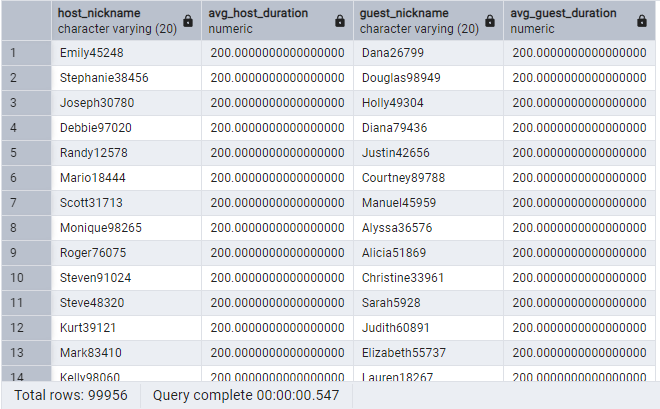 host_nickname avg_host_duration guest_nickname avg_guest_duration
character varying (20) numeric character varying (20) numeric
1 Emily45248 200.0000000000000000 Dana26799 200.0000000000000000
2 Stephanie38456 200.0000000000000000 Douglas98949 200.0000000000000000
3 Joseph30780 200.0000000000000000 Holly49304 200.0000000000000000
4 Debbie97020 200.0000000000000000 Diana79436 200.0000000000000000
5 Randy12578 200.0000000000000000 Justin42656 200.0000000000000000
6 Mario18444 200.0000000000000000 Courtney89788 200.0000000000000000
7 Scott31713 200.0000000000000000 Manuel45959 200.0000000000000000
8 Monique98265 200.0000000000000000 Alyssa36576 200.0000000000000000
9 Roger76075 200.0000000000000000 Alicia51869 200.0000000000000000
10 Steven91024 200.0000000000000000 Christine33961 200.0000000000000000
11 Steve48320 200.0000000000000000 Sarah5928 200.0000000000000000
12 Kurt39121 200.0000000000000000 Judith60891 200.0000000000000000
13 Mark83410 200.0000000000000000 Elizabeth55737 200.0000000000000000
14 Kelly98060 200.0000000000000000 Lauren18267 200.0000000000000000
Total rows: 99956 Query complete 00:00:00.547